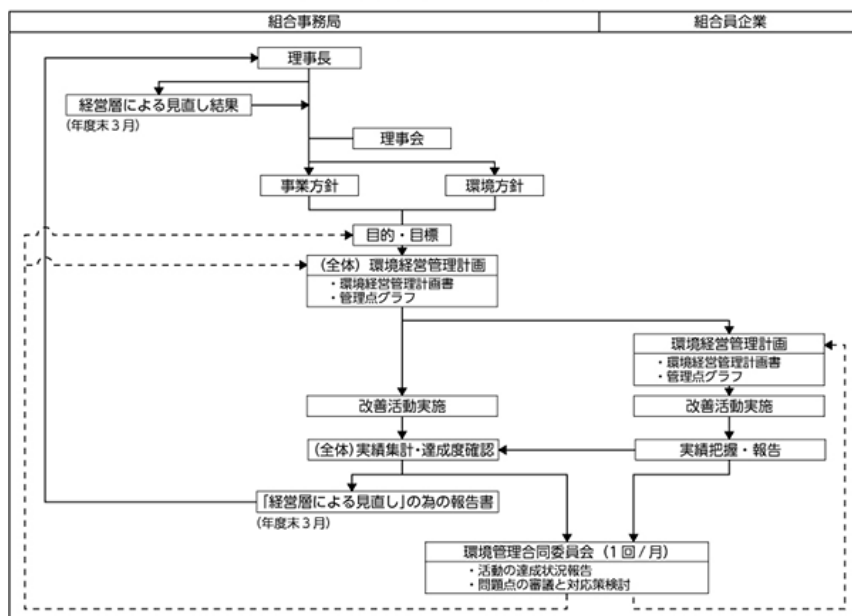 組合事務局
組合員企業
理事長
経営層による見直し結果
(年度末3月)
理事会
事業方針
環境方針
目的・目標
(全体)環境経営管理計画
・環境経営管理計画書
・管理点グラフ
環境経営管理計画
・環境経営管理計画書
・管理点グラフ
改善活動実施
改善活動実施
(全体)実績集計・達成度確認
実績把握・報告
「経営層による見直し」の為の報告書
(年度末3月)
環境管理合同委員会(1回/月)
・活動の達成状況報告
・問題点の審議と対応策検討